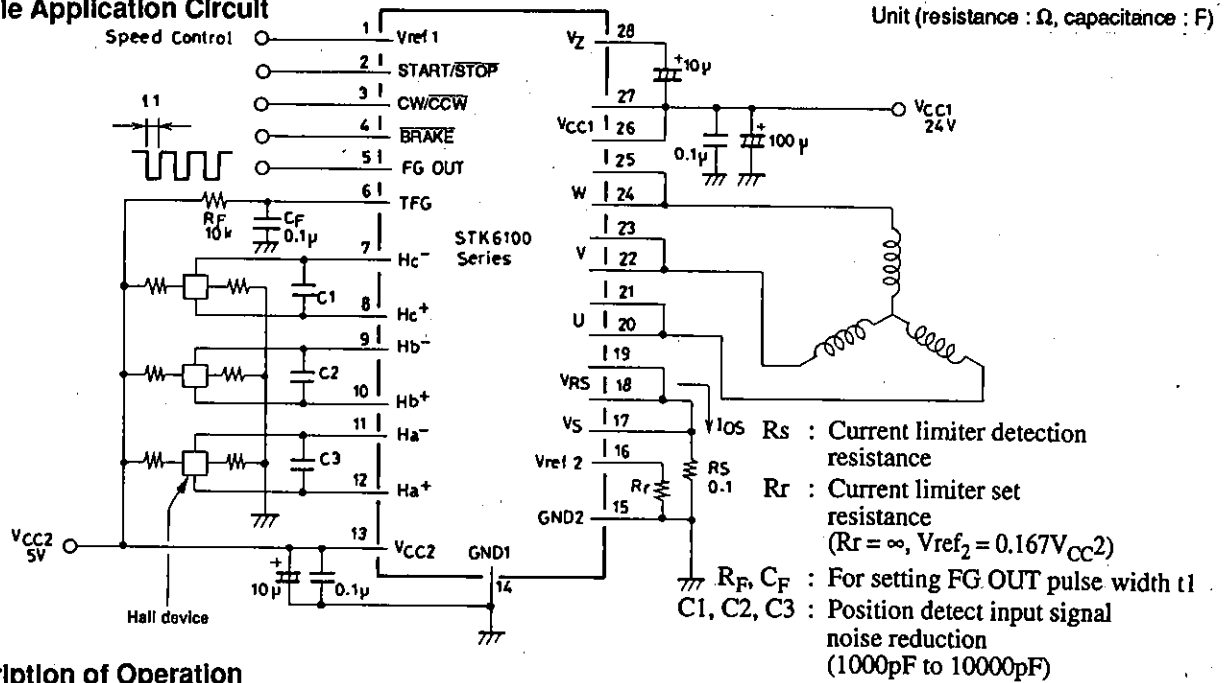 le Application Circuit
Unit (resistance : Ω, capacitance : F)
Speed Control
1 Vref 1
2 START/STOP
3 CW/CCW
4 BRAKE
5 FG OUT
t1
6 TFG
RF
10k
CF
0.1μ
STK6100
Series
7 Hc⁻
C1
8 Hc⁺
9 Hb⁻
C2
10 Hb⁺
11 Ha⁻
C3
12 Ha⁺
VCC2
5V
13 VCC2
10μ
+
0.1μ
Hall device
GND1
14
VZ 28
+10μ
27
VCC1 26
VCC1
24V
0.1μ
+
100μ
25
W 24
23
V 22
21
U 20
19
VRS 18
IOS
VS 17
Vref 2 16
Rr
RS
0.1
GND2 15
Rs : Current limiter detection
resistance
Rr : Current limiter set
resistance
(Rr = ∞, Vref₂ = 0.167VCC2)
RF, CF : For setting FG OUT pulse width t1
C1, C2, C3 : Position detect input signal
noise reduction
(1000pF to 10000pF)
ription of Operation